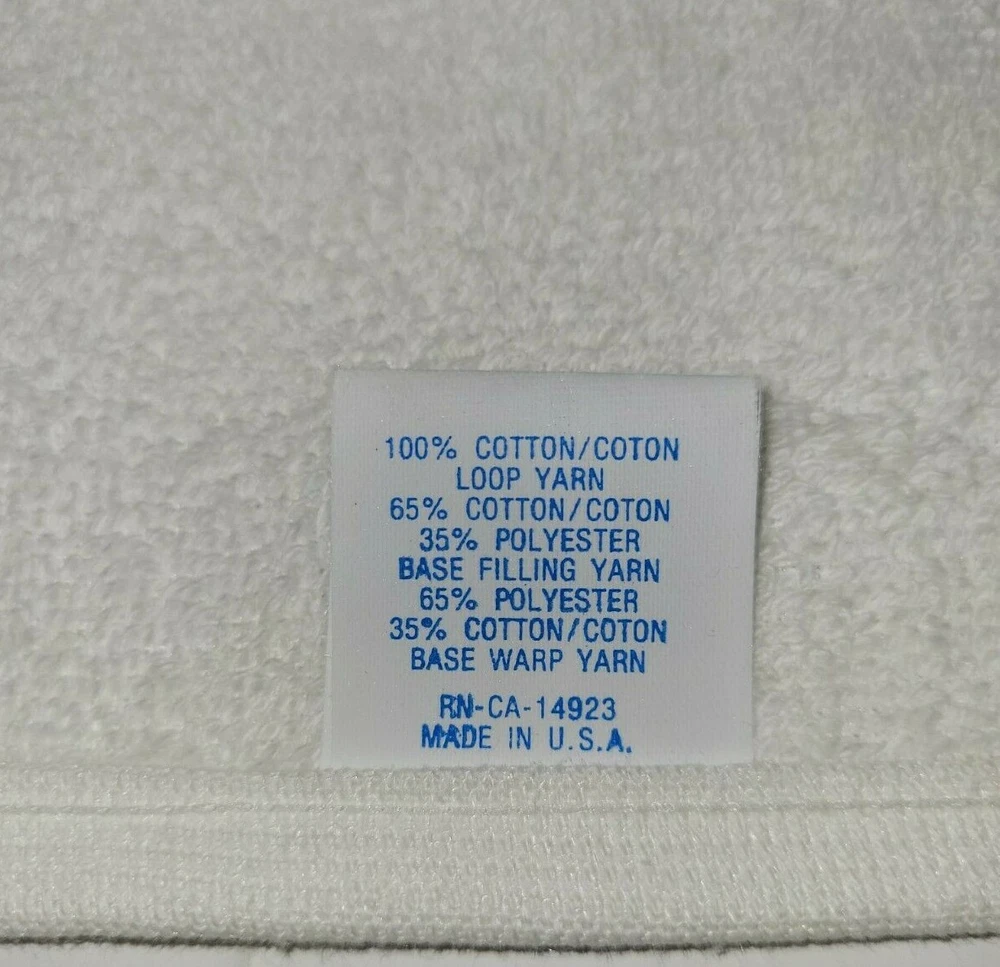 100% COTTON/COTON
LOOP YARN
65% COTTON/COTON
35% POLYESTER
BASE FILLING YARN
65% POLYESTER
35% COTTON/COTON
BASE WARP YARN
RN-CA-14923
MADE IN U.S.A.